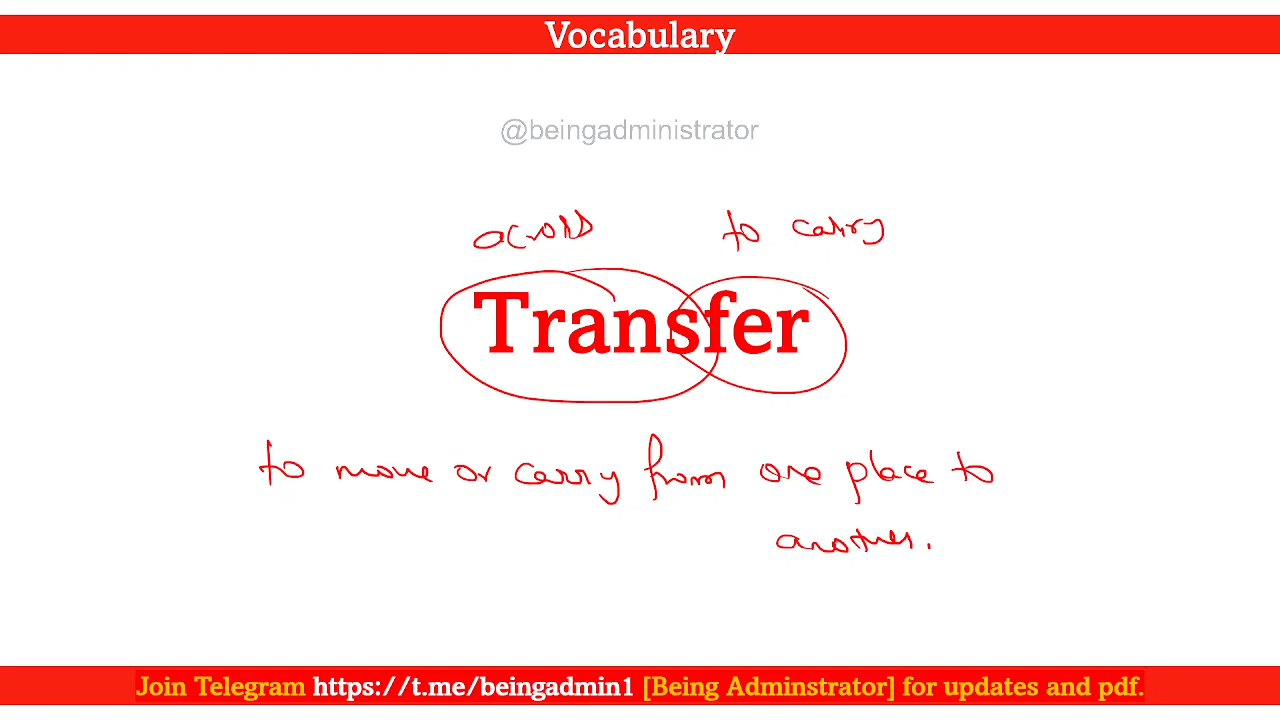 Vocabulary
@beingadministrator
across to carry
Transfer
to move or carry from one place to
another.
Join Telegram https://t.me/beingadmin1 [Being Adminstrator] for updates and pdf.